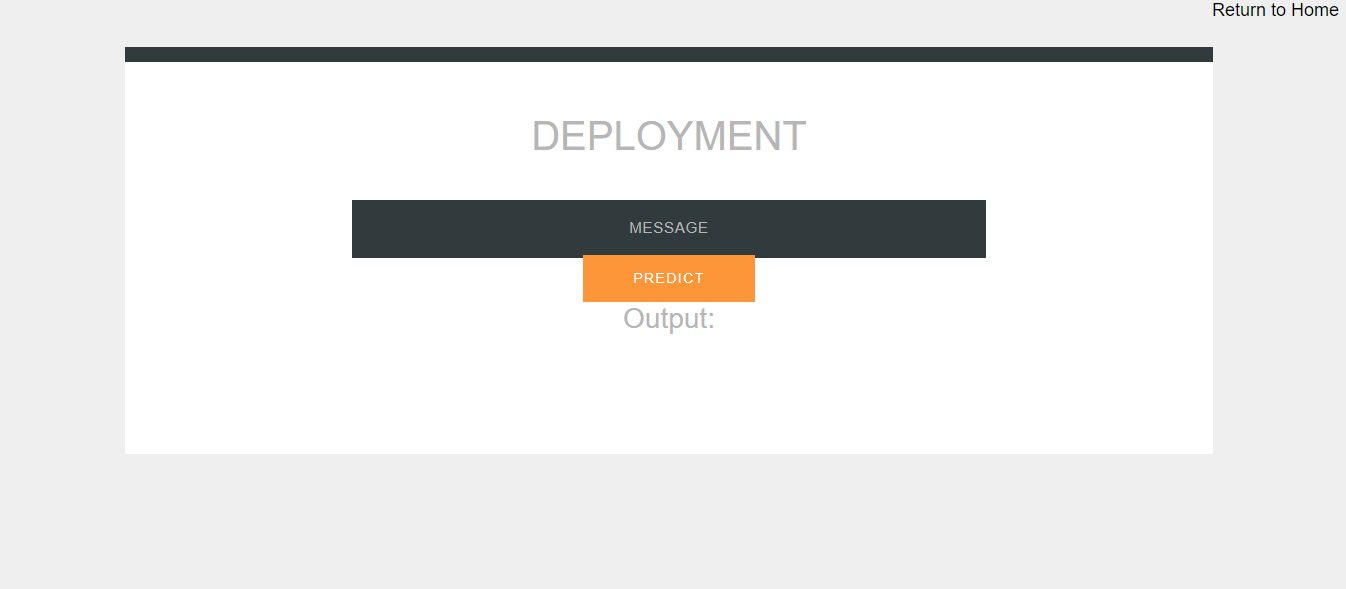 Return to Home
DEPLOYMENT
MESSAGE
PREDICT
Output: